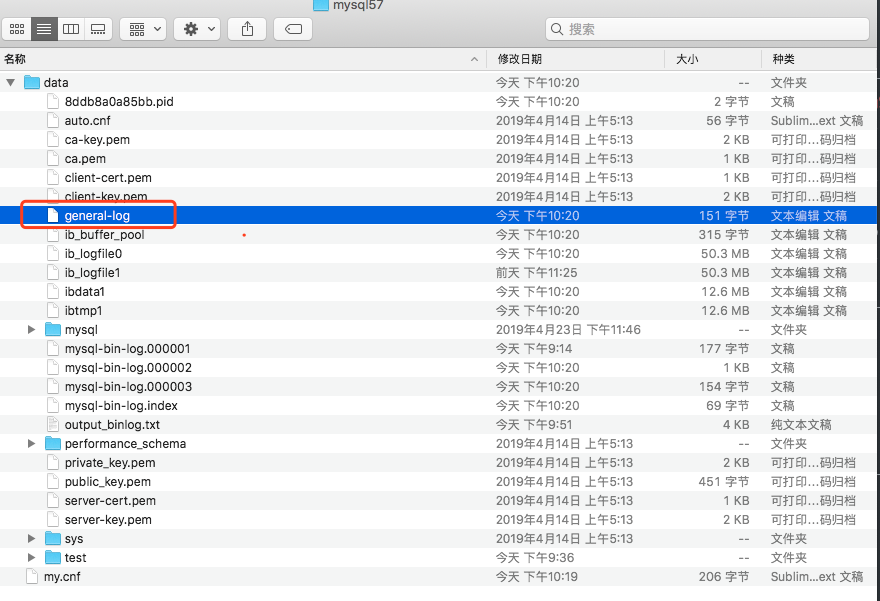 mysql57
搜索
名称 修改日期 大小 种类
data 今天 下午10:20 -- 文件夹
8ddb8a0a85bb.pid 今天 下午10:20 2 字节 文稿
auto.cnf 2019年4月14日 上午5:13 56 字节 Sublim...ext 文稿
ca-key.pem 2019年4月14日 上午5:13 2 KB 可打印...码归档
ca.pem 2019年4月14日 上午5:13 1 KB 可打印...码归档
client-cert.pem 2019年4月14日 上午5:13 1 KB 可打印...码归档
client-key.pem 2019年4月14日 上午5:13 2 KB 可打印...码归档
general-log 今天 下午10:20 151 字节 文本编辑 文稿
ib_buffer_pool 今天 下午10:20 315 字节 文本编辑 文稿
ib_logfile0 今天 下午10:20 50.3 MB 文本编辑 文稿
ib_logfile1 前天 下午11:25 50.3 MB 文本编辑 文稿
ibdata1 今天 下午10:20 12.6 MB 文本编辑 文稿
ibtmp1 今天 下午10:20 12.6 MB 文本编辑 文稿
mysql 2019年4月23日 下午11:46 -- 文件夹
mysql-bin-log.000001 今天 下午9:14 177 字节 文稿
mysql-bin-log.000002 今天 下午10:20 1 KB 文稿
mysql-bin-log.000003 今天 下午10:20 154 字节 文稿
mysql-bin-log.index 今天 下午10:20 69 字节 文稿
output_binlog.txt 今天 下午9:51 4 KB 纯文本文稿
performance_schema 2019年4月14日 上午5:13 -- 文件夹
private_key.pem 2019年4月14日 上午5:13 2 KB 可打印...码归档
public_key.pem 2019年4月14日 上午5:13 451 字节 可打印...码归档
server-cert.pem 2019年4月14日 上午5:13 1 KB 可打印...码归档
server-key.pem 2019年4月14日 上午5:13 2 KB 可打印...码归档
sys 2019年4月14日 上午5:13 -- 文件夹
test 今天 下午9:36 -- 文件夹
my.cnf 今天 下午10:19 206 字节 Sublim...ext 文稿